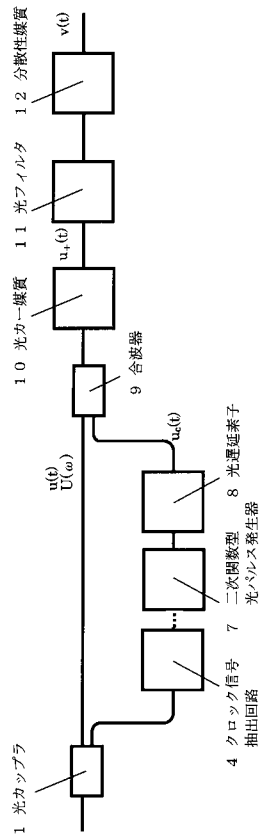 1 光カップラ
4 クロック信号
抽出回路
7 二次関数型
光パルス発生器
8 光遅延素子
u(t)
U(ω)
u_c(t)
9 合波器
10 光カー媒質
u_+(t)
11 光フィルタ
12 分散性媒質
v(t)